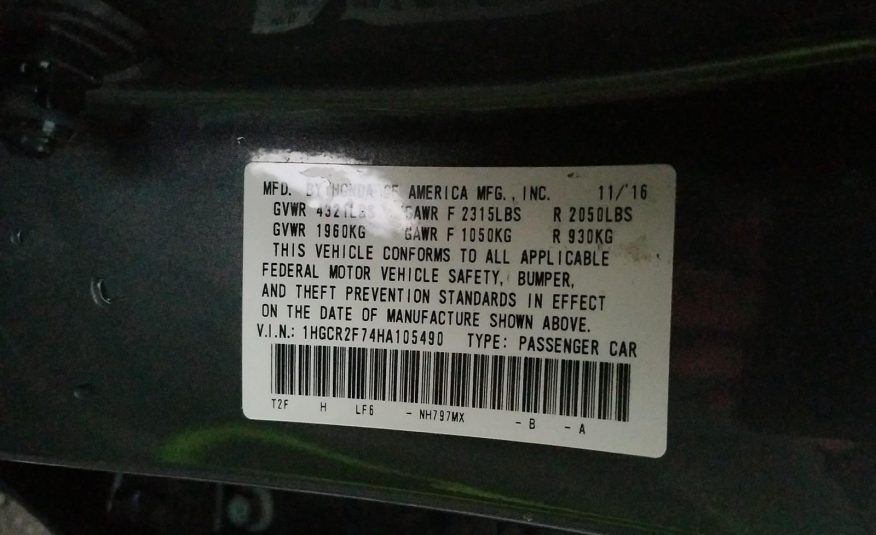 MFD. BY HONDA OF AMERICA MFG., INC. 11/'16
GVWR 4321LBS GAWR F 2315LBS R 2050LBS
GVWR 1960KG GAWR F 1050KG R 930KG
THIS VEHICLE CONFORMS TO ALL APPLICABLE
FEDERAL MOTOR VEHICLE SAFETY, BUMPER,
AND THEFT PREVENTION STANDARDS IN EFFECT
ON THE DATE OF MANUFACTURE SHOWN ABOVE.
V.I.N.: 1HGCR2F74HA105490 TYPE: PASSENGER CAR
T2F H LF6 - NH797MX - B - A